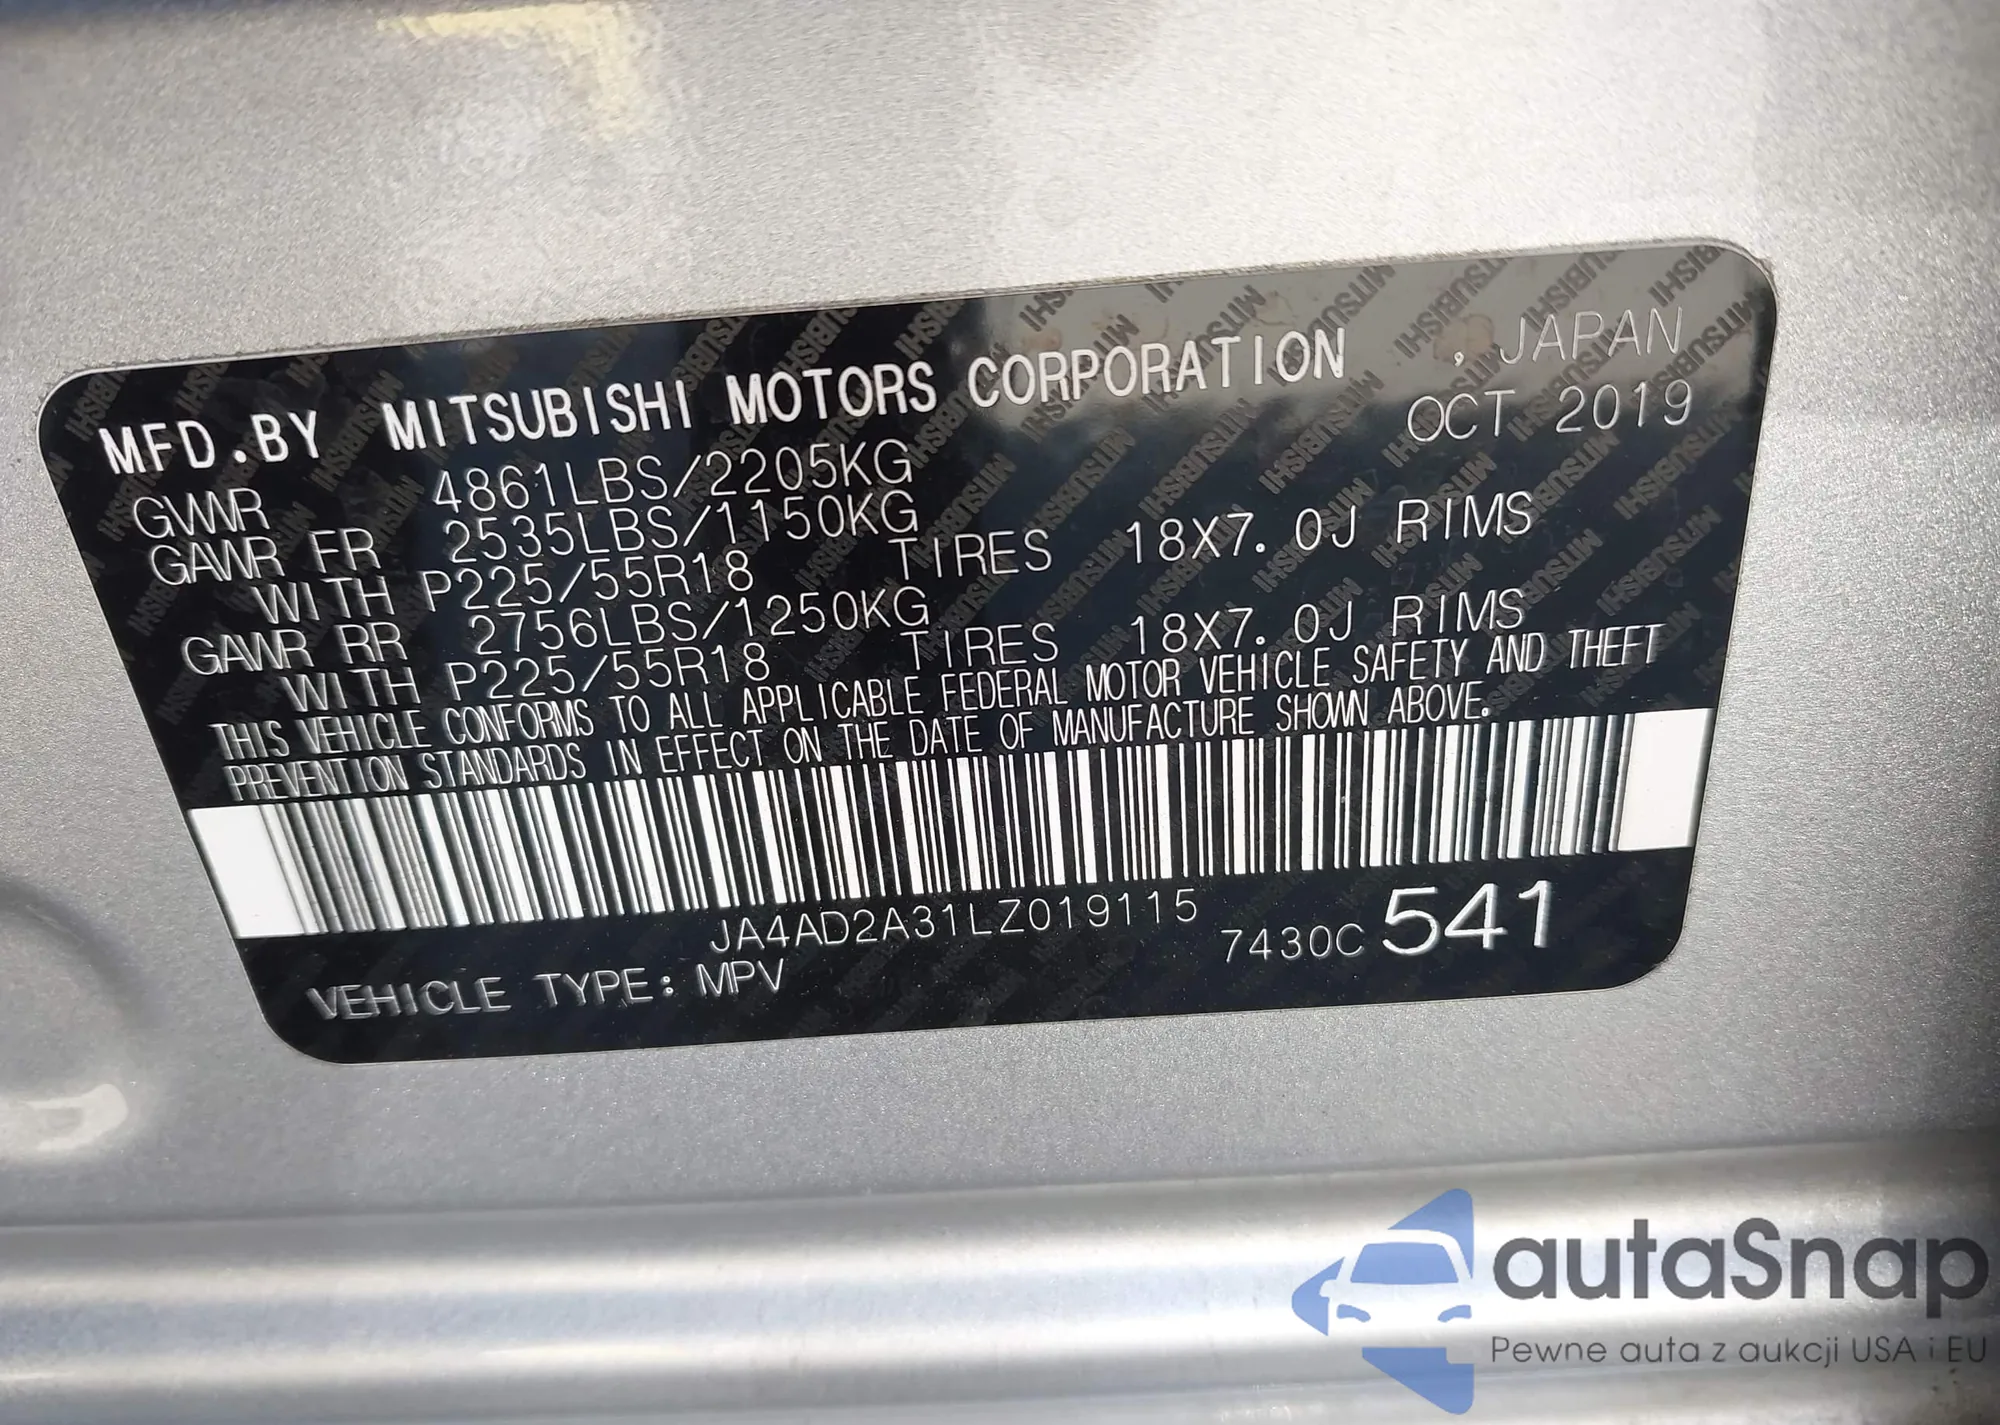 MFD.BY MITSUBISHI MOTORS CORPORATION , JAPAN
OCT 2019
GVWR 4861LBS/2205KG
GAWR FR 2535LBS/1150KG
WITH P225/55R18 TIRES 18X7.0J RIMS
GAWR RR 2756LBS/1250KG
WITH P225/55R18 TIRES 18X7.0J RIMS
THIS VEHICLE CONFORMS TO ALL APPLICABLE FEDERAL MOTOR VEHICLE SAFETY AND THEFT
PREVENTION STANDARDS IN EFFECT ON THE DATE OF MANUFACTURE SHOWN ABOVE.
JA4AD2A31LZ019115
7430C 541
VEHICLE TYPE: MPV
autaSnap
Pewne auta z aukcji USA i EU